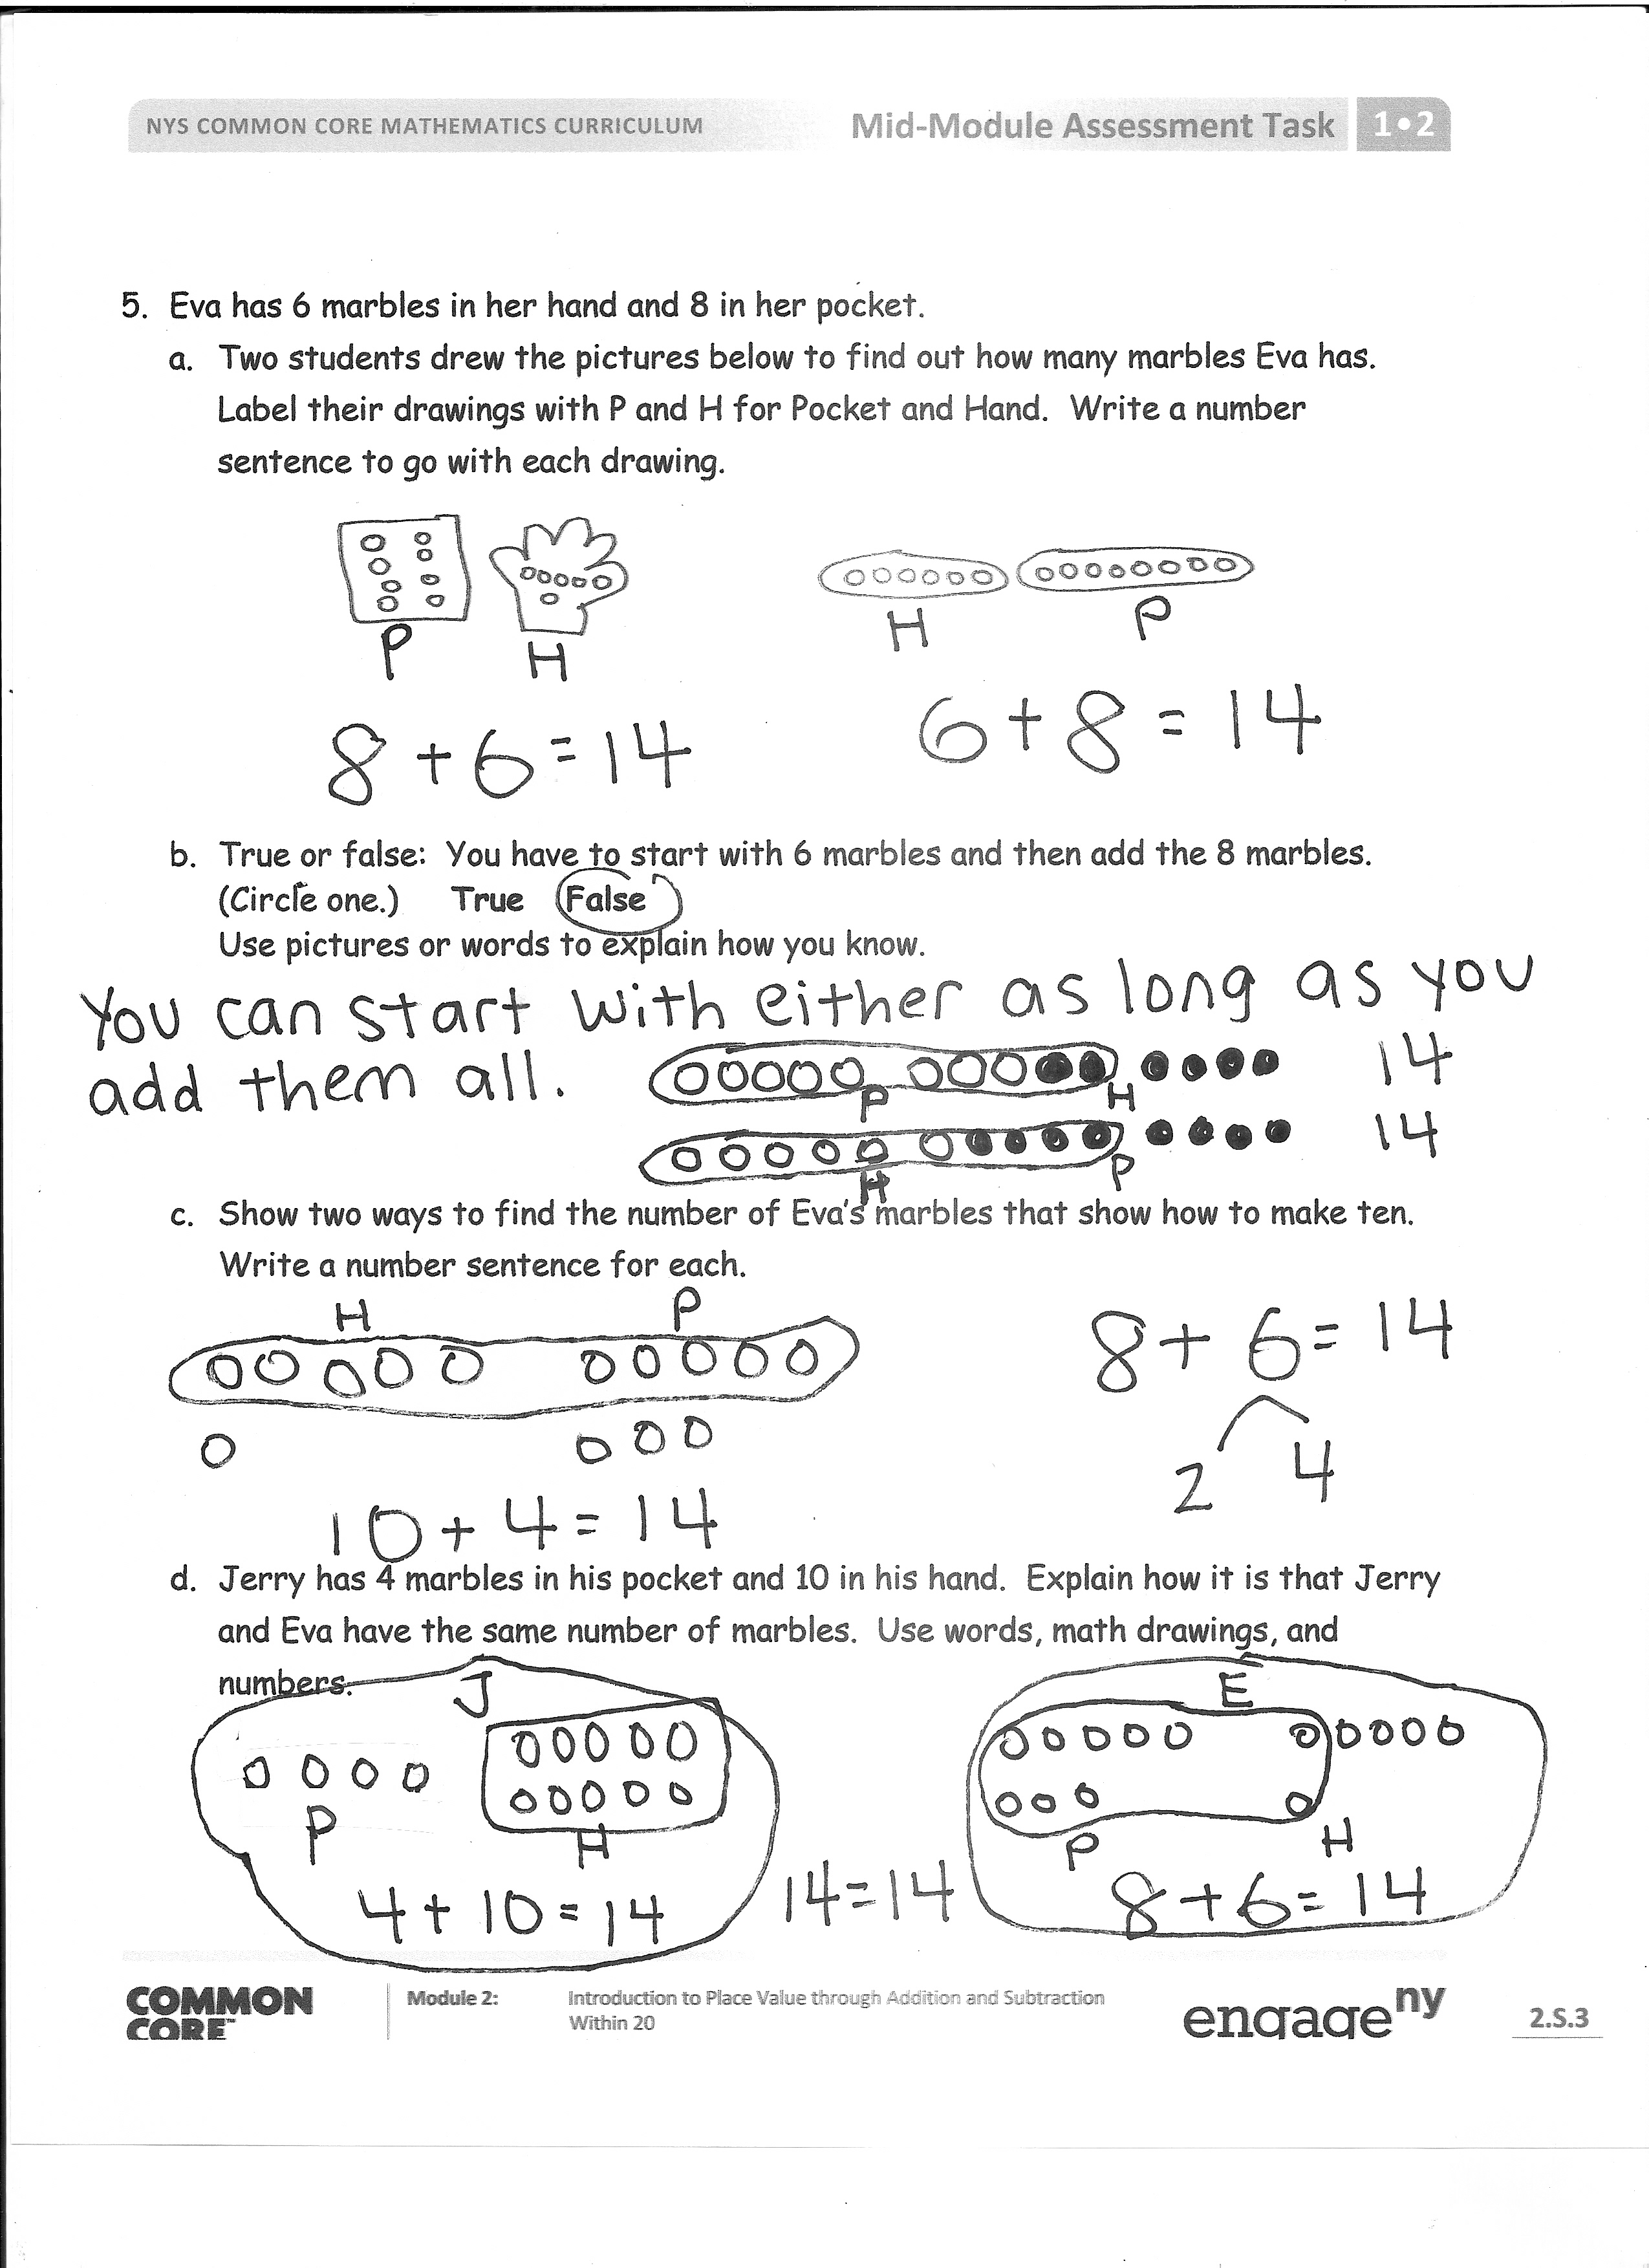 NYS COMMON CORE MATHEMATICS CURRICULUM Mid-Module Assessment Task 1•2
5. Eva has 6 marbles in her hand and 8 in her pocket.
a. Two students drew the pictures below to find out how many marbles Eva has.
Label their drawings with P and H for Pocket and Hand. Write a number
sentence to go with each drawing.
P H H P
8 + 6 = 14 6 + 8 = 14
b. True or false: You have to start with 6 marbles and then add the 8 marbles.
(Circle one.) True False
Use pictures or words to explain how you know.
You can start with either as long as you
add them all. 14
P H
14
H P
c. Show two ways to find the number of Eva's marbles that show how to make ten.
Write a number sentence for each.
H P
8 + 6 = 14
2 4
10 + 4 = 14
d. Jerry has 4 marbles in his pocket and 10 in his hand. Explain how it is that Jerry
and Eva have the same number of marbles. Use words, math drawings, and
numbers.
J E
P H P H
4 + 10 = 14 14 = 14 8 + 6 = 14
COMMON CORE™
Module 2: Introduction to Place Value through Addition and Subtraction
Within 20
engage ny
2.S.3